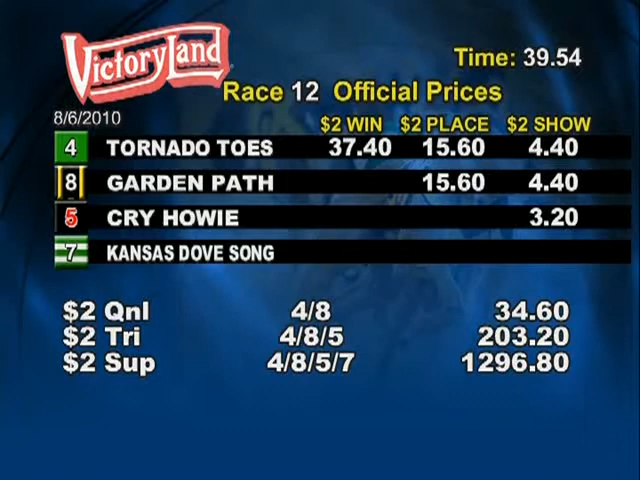 VictoryLand
Time: 39.54
Race 12 Official Prices
8/6/2010
$2 WIN $2 PLACE $2 SHOW
4 TORNADO TOES 37.40 15.60 4.40
8 GARDEN PATH 15.60 4.40
5 CRY HOWIE 3.20
7 KANSAS DOVE SONG
$2 Qnl 4/8 34.60
$2 Tri 4/8/5 203.20
$2 Sup 4/8/5/7 1296.80